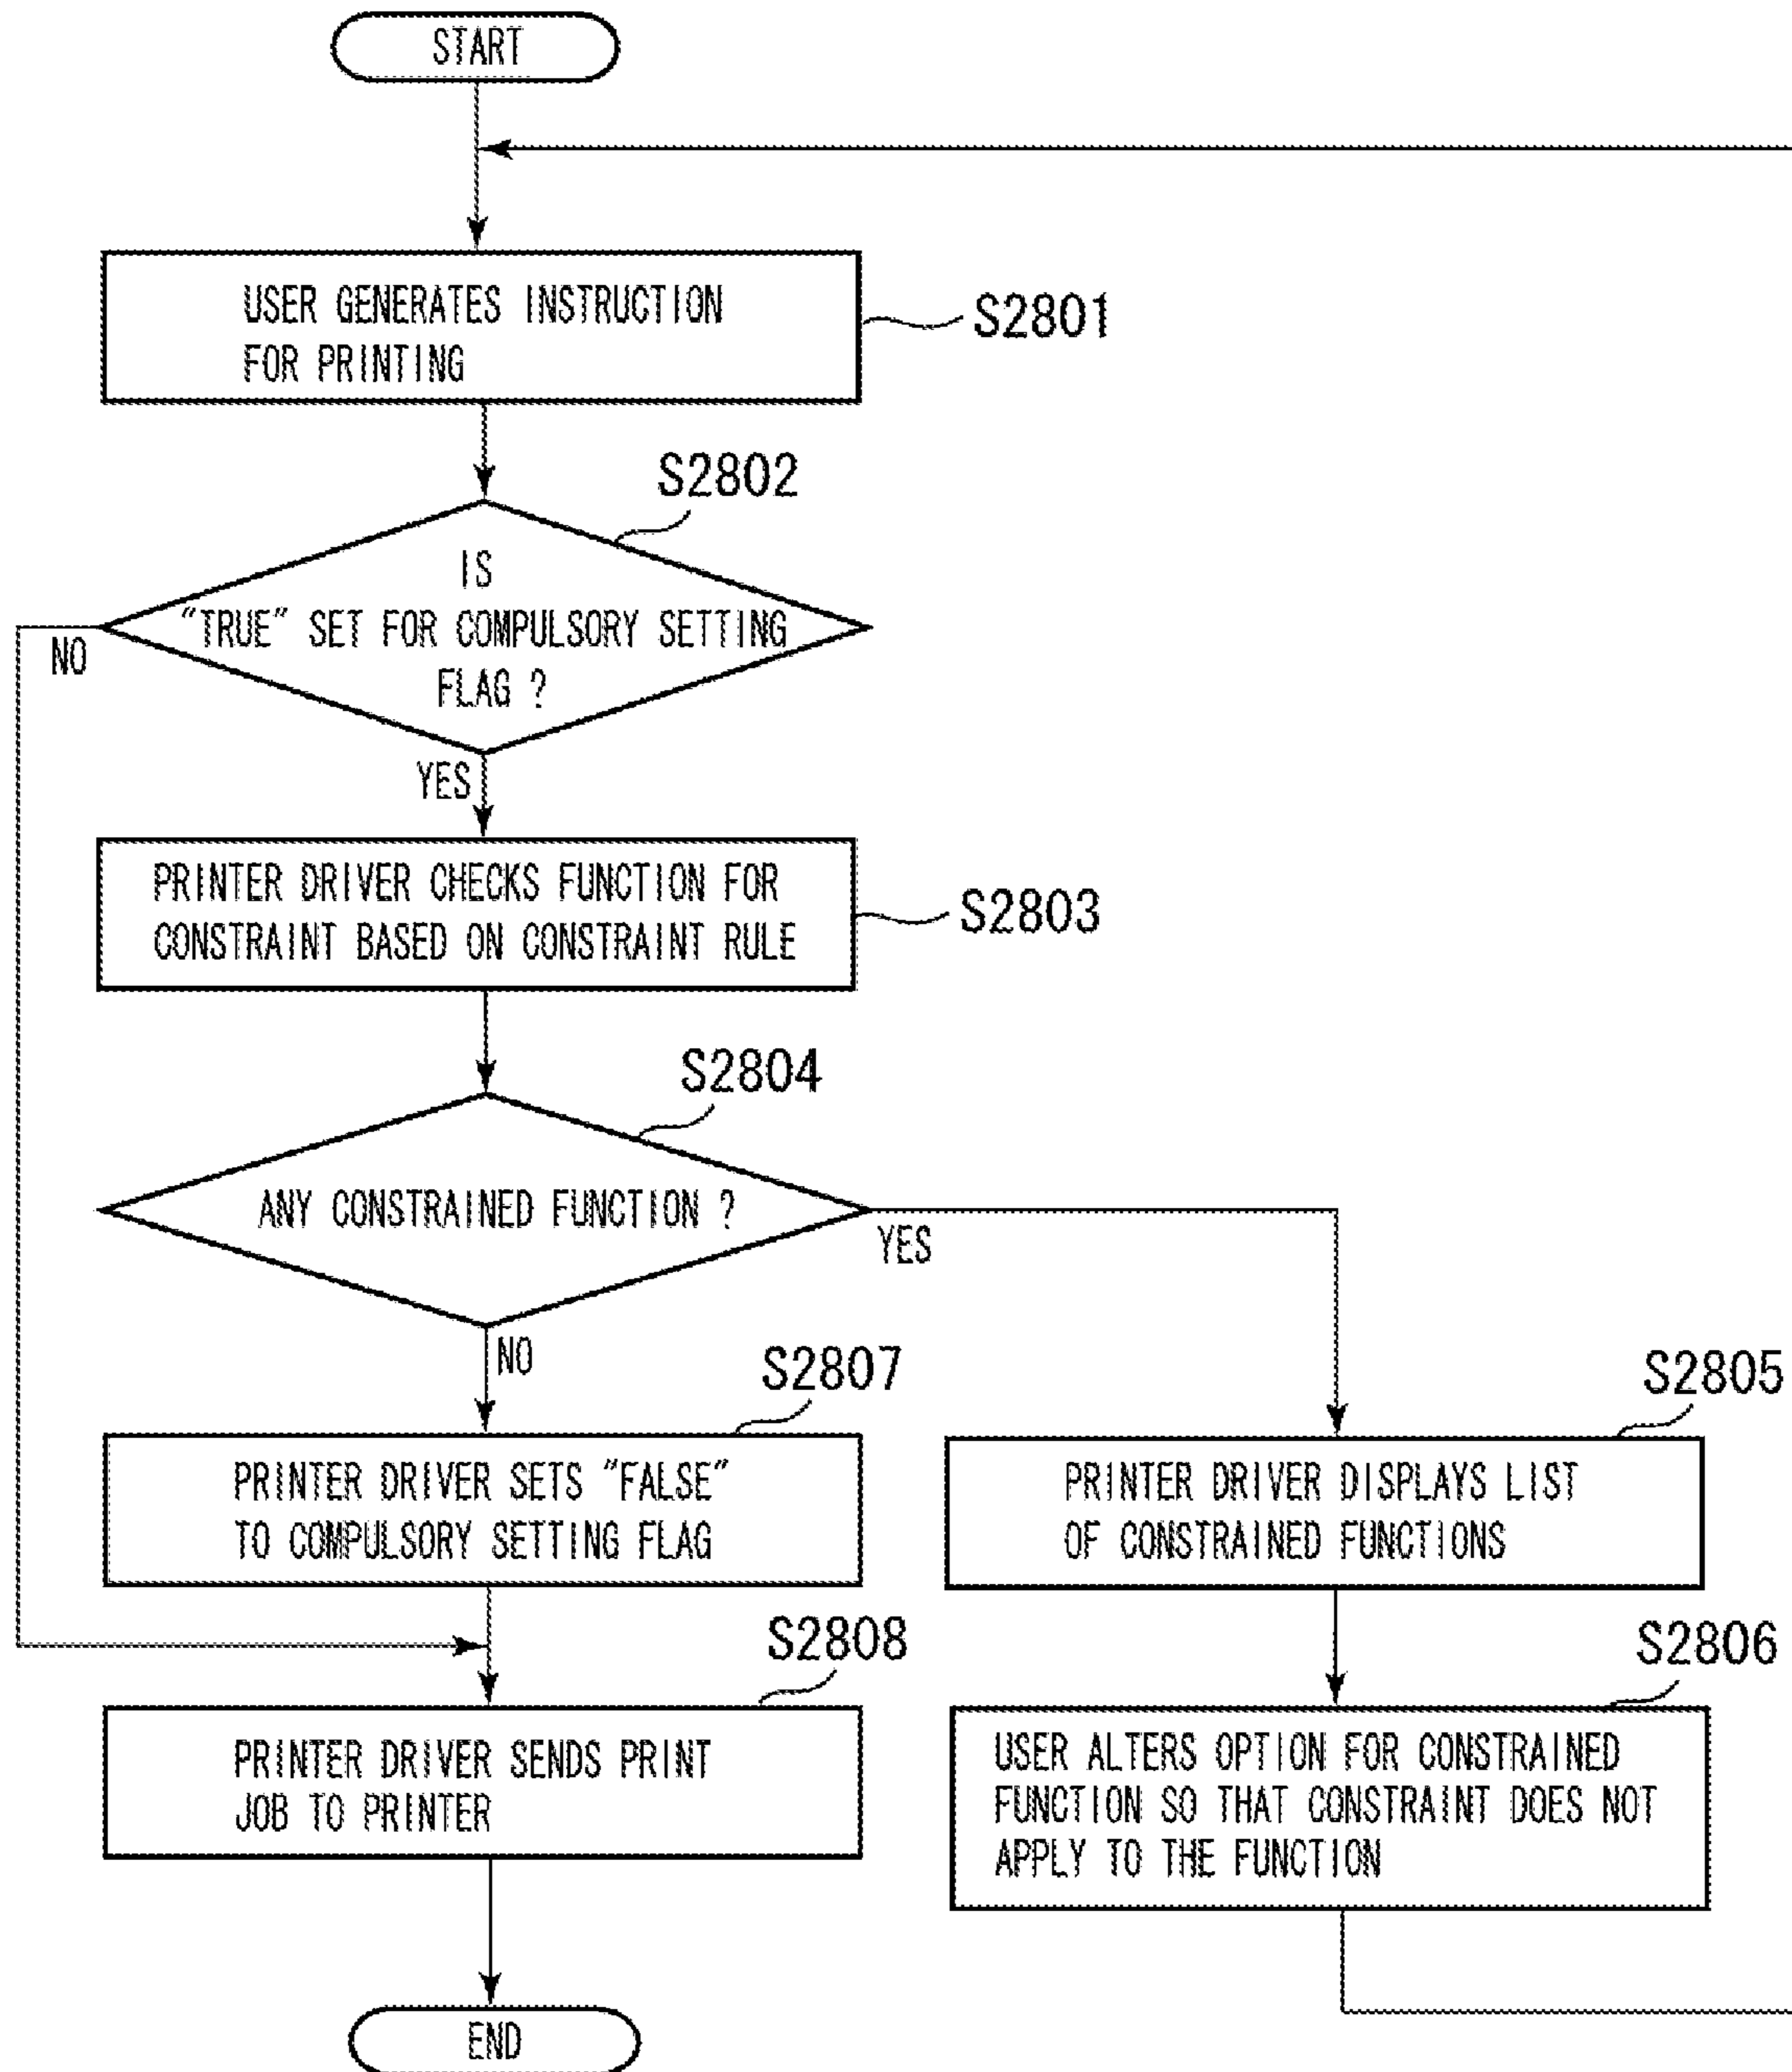 START
USER GENERATES INSTRUCTION
FOR PRINTING
S2801
S2802
IS
"TRUE" SET FOR COMPULSORY SETTING
FLAG ?
NO
YES
PRINTER DRIVER CHECKS FUNCTION FOR
CONSTRAINT BASED ON CONSTRAINT RULE
S2803
S2804
ANY CONSTRAINED FUNCTION ?
YES
NO
S2807
PRINTER DRIVER SETS "FALSE"
TO COMPULSORY SETTING FLAG
S2805
PRINTER DRIVER DISPLAYS LIST
OF CONSTRAINED FUNCTIONS
S2808
PRINTER DRIVER SENDS PRINT
JOB TO PRINTER
S2806
USER ALTERS OPTION FOR CONSTRAINED
FUNCTION SO THAT CONSTRAINT DOES NOT
APPLY TO THE FUNCTION
END